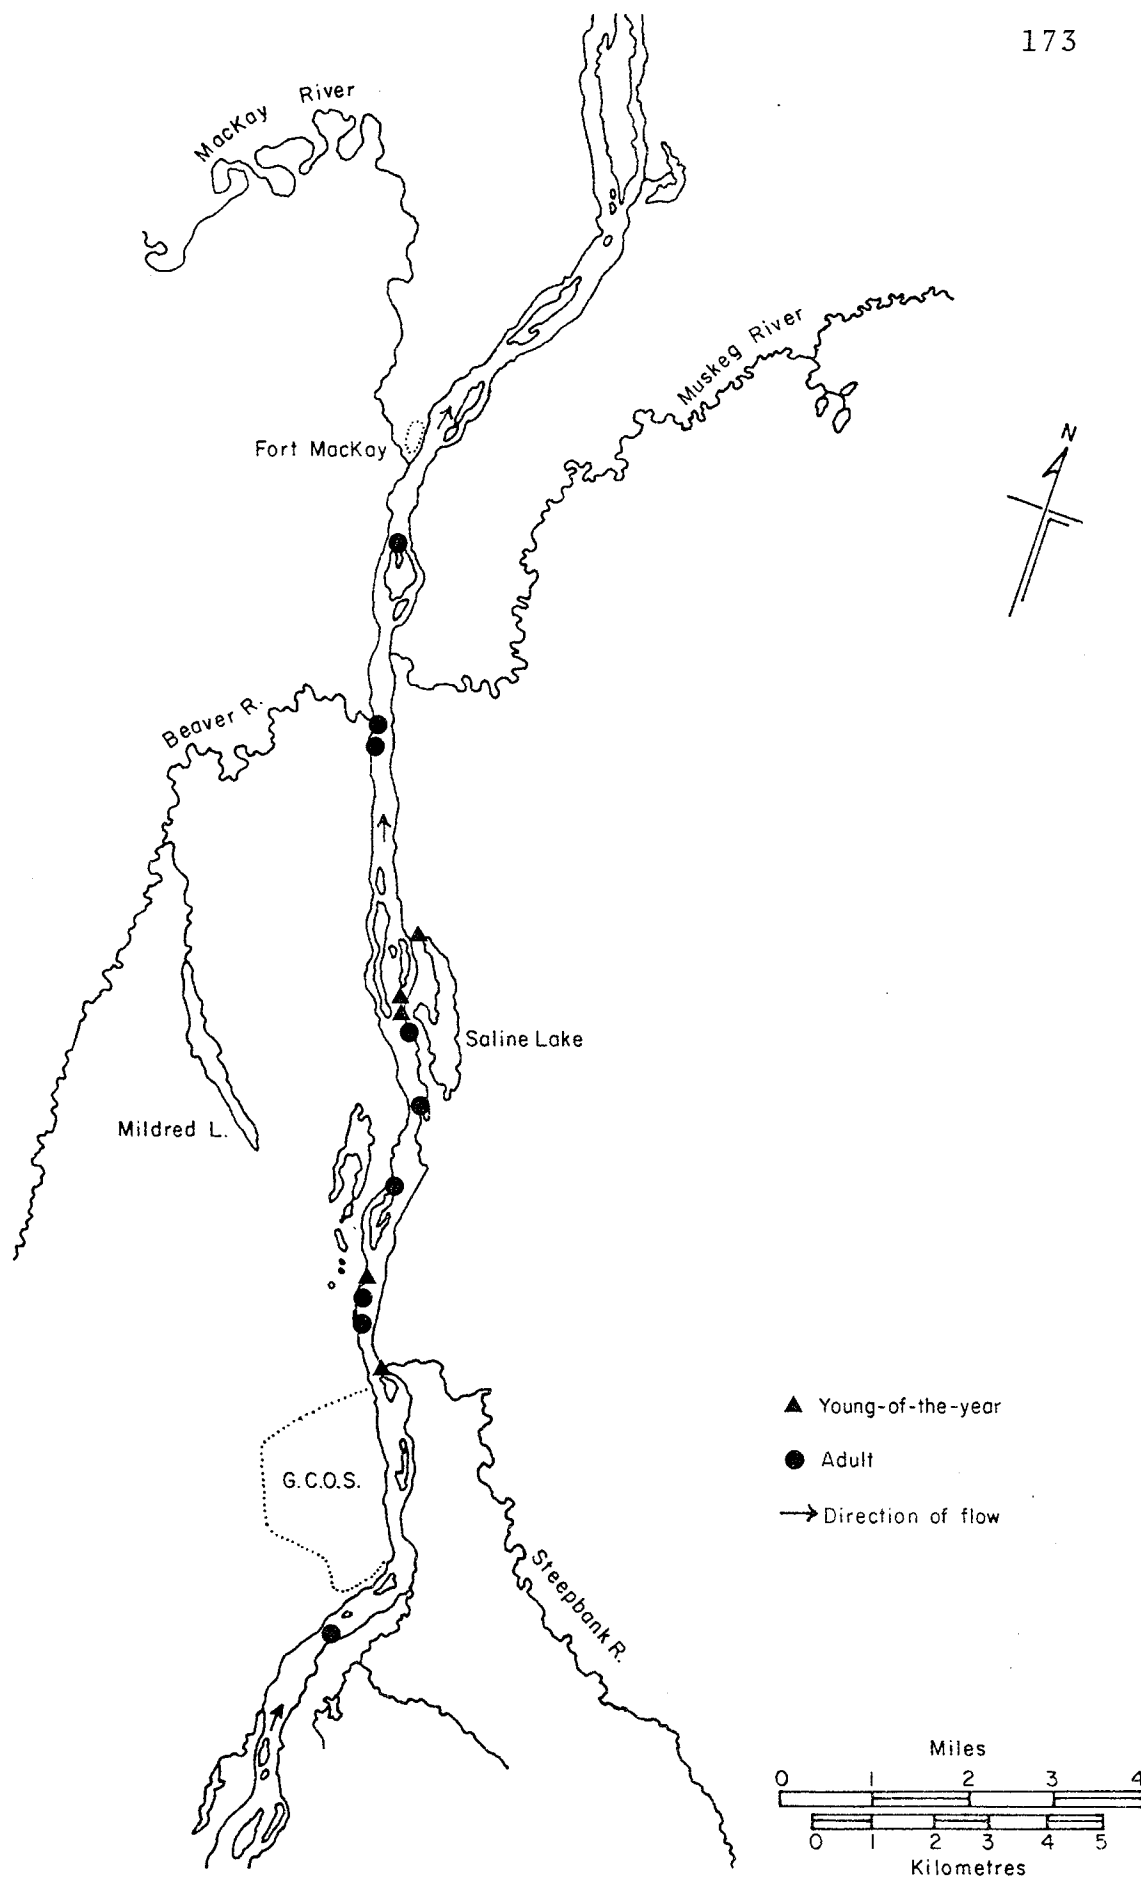 173
MacKay River
Muskeg River
Fort MacKay
N
Beaver R.
Saline Lake
Mildred L.
Young-of-the-year
Adult
G.C.O.S.
Direction of flow
Steepbank R.
Miles
0 1 2 3 4
0 1 2 3 4 5
Kilometres